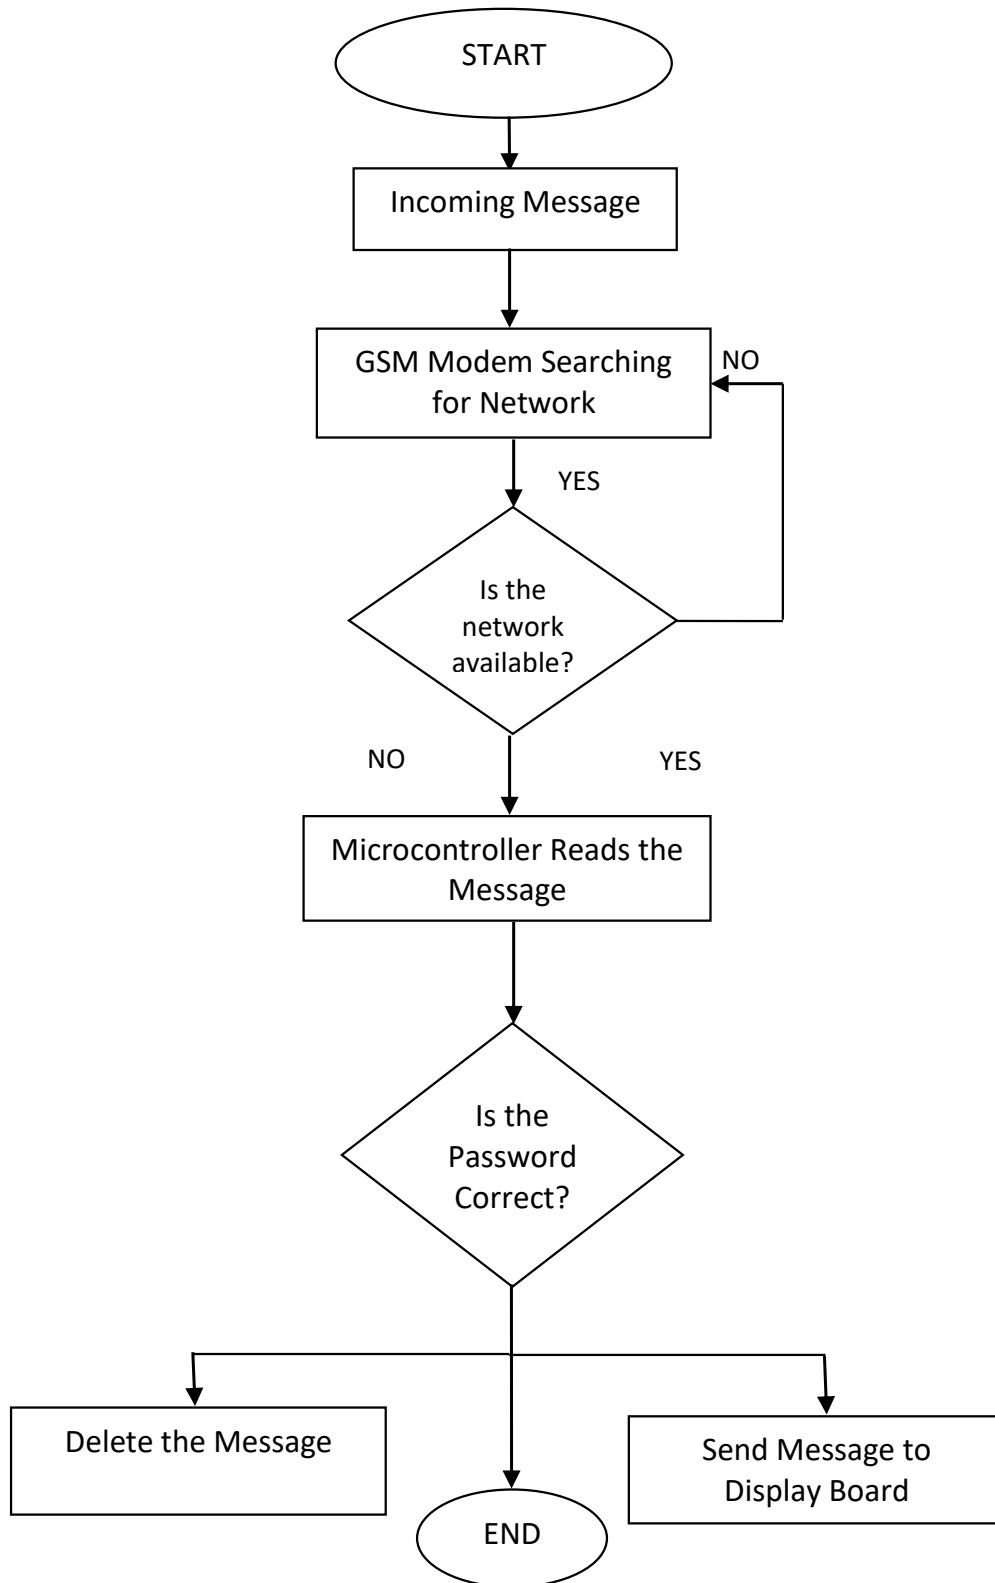 START
Incoming Message
GSM Modem Searching
for Network
NO
YES
Is the
network
available?
NO
YES
Microcontroller Reads the
Message
Is the
Password
Correct?
Delete the Message
Send Message to
Display Board
END